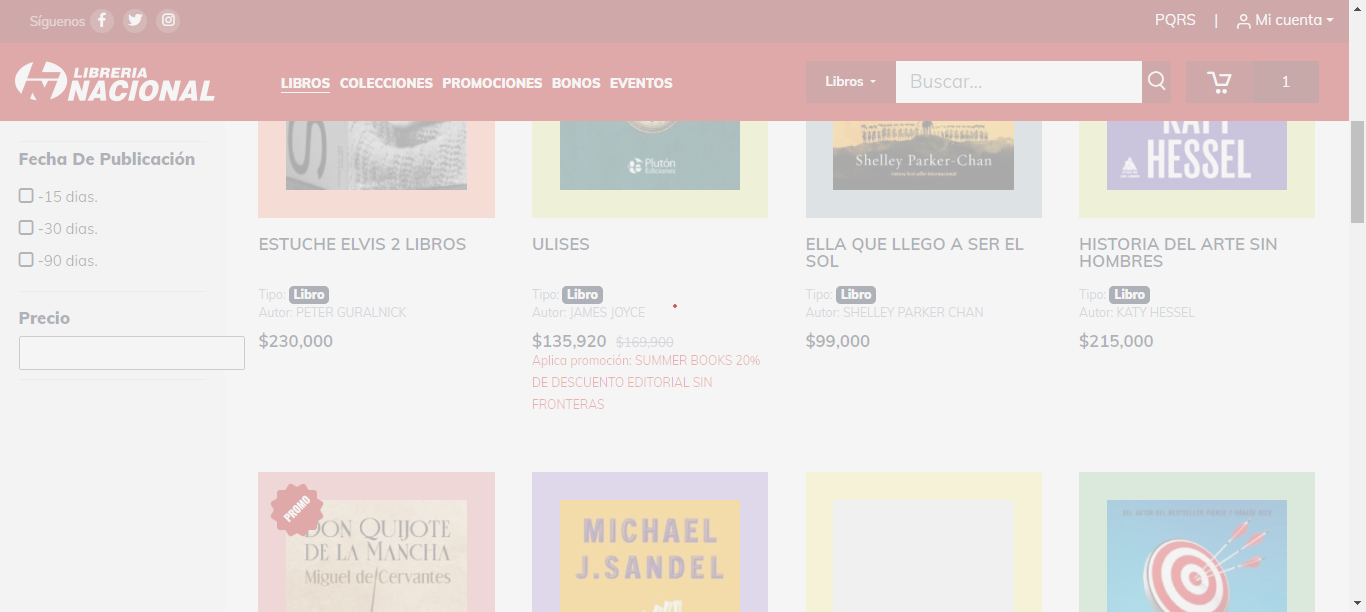 Síguenos
PQRS | Mi cuenta
LIBRERIA
NACIONAL
LIBROS COLECCIONES PROMOCIONES BONOS EVENTOS
Libros
Buscar...
1
Fecha De Publicación
-15 dias.
-30 dias.
-90 dias.
Precio
Plutón
Ediciones
Shelley Parker-Chan
KATY
HESSEL
ESTUCHE ELVIS 2 LIBROS
Tipo: Libro
Autor: PETER GURALNICK
$230,000
ULISES
Tipo: Libro
Autor: JAMES JOYCE
$135,920 $169,900
Aplica promoción: SUMMER BOOKS 20%
DE DESCUENTO EDITORIAL SIN
FRONTERAS
ELLA QUE LLEGO A SER EL
SOL
Tipo: Libro
Autor: SHELLEY PARKER CHAN
$99,000
HISTORIA DEL ARTE SIN
HOMBRES
Tipo: Libro
Autor: KATY HESSEL
$215,000
PROMO
DON QUIJOTE
DE LA MANCHA
Miguel de Cervantes
MICHAEL
J. SANDEL